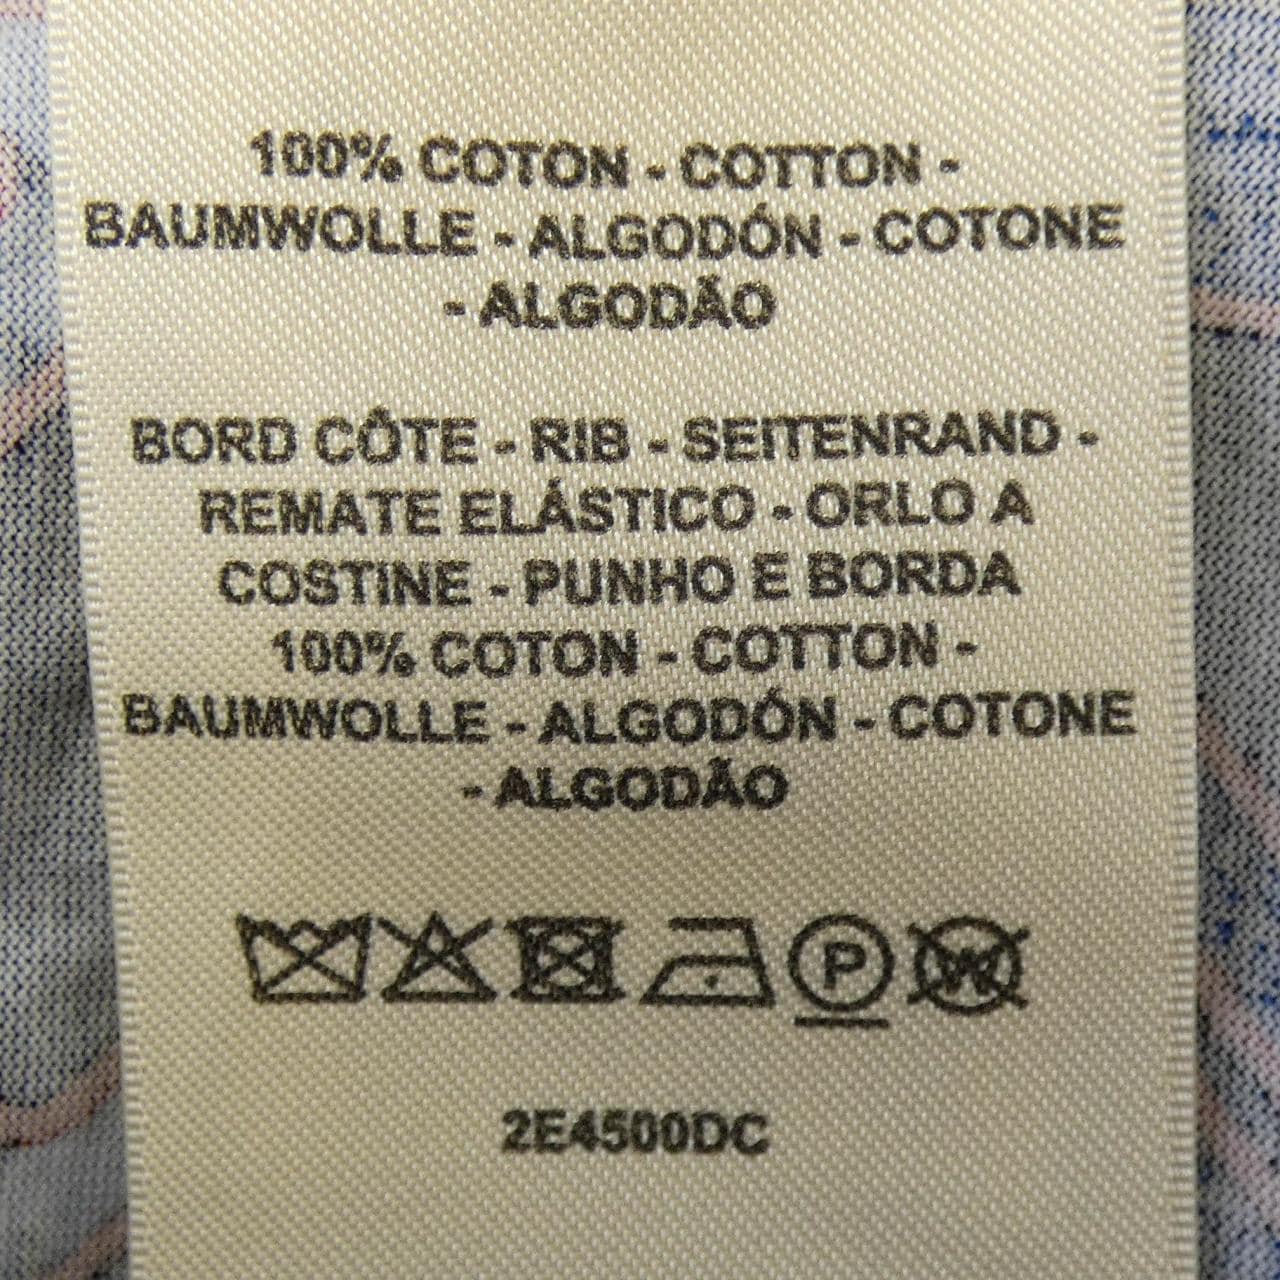 100% COTON - COTTON -
BAUMWOLLE - ALGODÓN - COTONE
- ALGODÃO
BORD CÔTE - RIB - SEITENRAND -
REMATE ELÁSTICO - ORLO A
COSTINE - PUNHO E BORDA
100% COTON - COTTON -
BAUMWOLLE - ALGODÓN - COTONE
- ALGODÃO
P W
2E4500DC